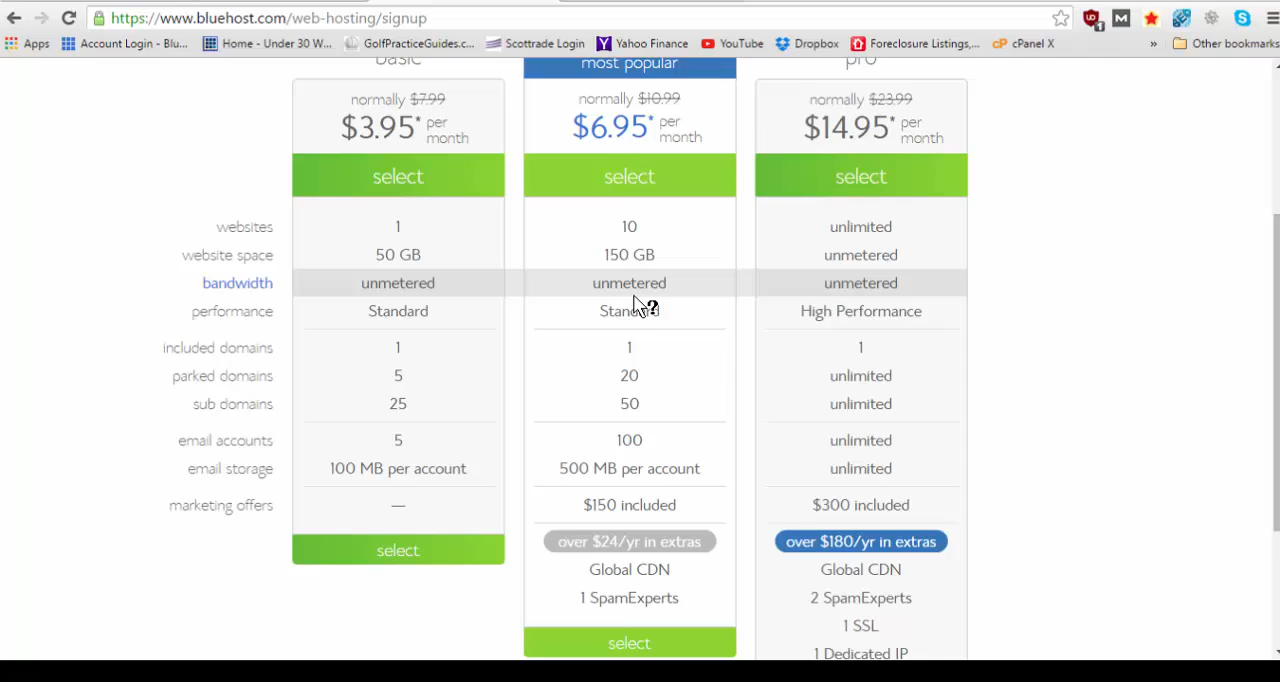 https://www.bluehost.com/web-hosting/signup
Apps Account Login - Blu... Home - Under 30 W... GolfPracticeGuides.c... Scottrade Login Yahoo Finance YouTube Dropbox Foreclosure Listings,... cPanel X » Other bookmarks
basic most popular pro
normally $7.99 normally $10.99 normally $23.99
$3.95* per month $6.95* per month $14.95* per month
select select select
websites 1 10 unlimited
website space 50 GB 150 GB unmetered
bandwidth unmetered unmetered unmetered
performance Standard Standard High Performance
included domains 1 1 1
parked domains 5 20 unlimited
sub domains 25 50 unlimited
email accounts 5 100 unlimited
email storage 100 MB per account 500 MB per account unlimited
marketing offers — $150 included $300 included
over $24/yr in extras over $180/yr in extras
select Global CDN Global CDN
1 SpamExperts 2 SpamExperts
1 SSL
select 1 Dedicated IP